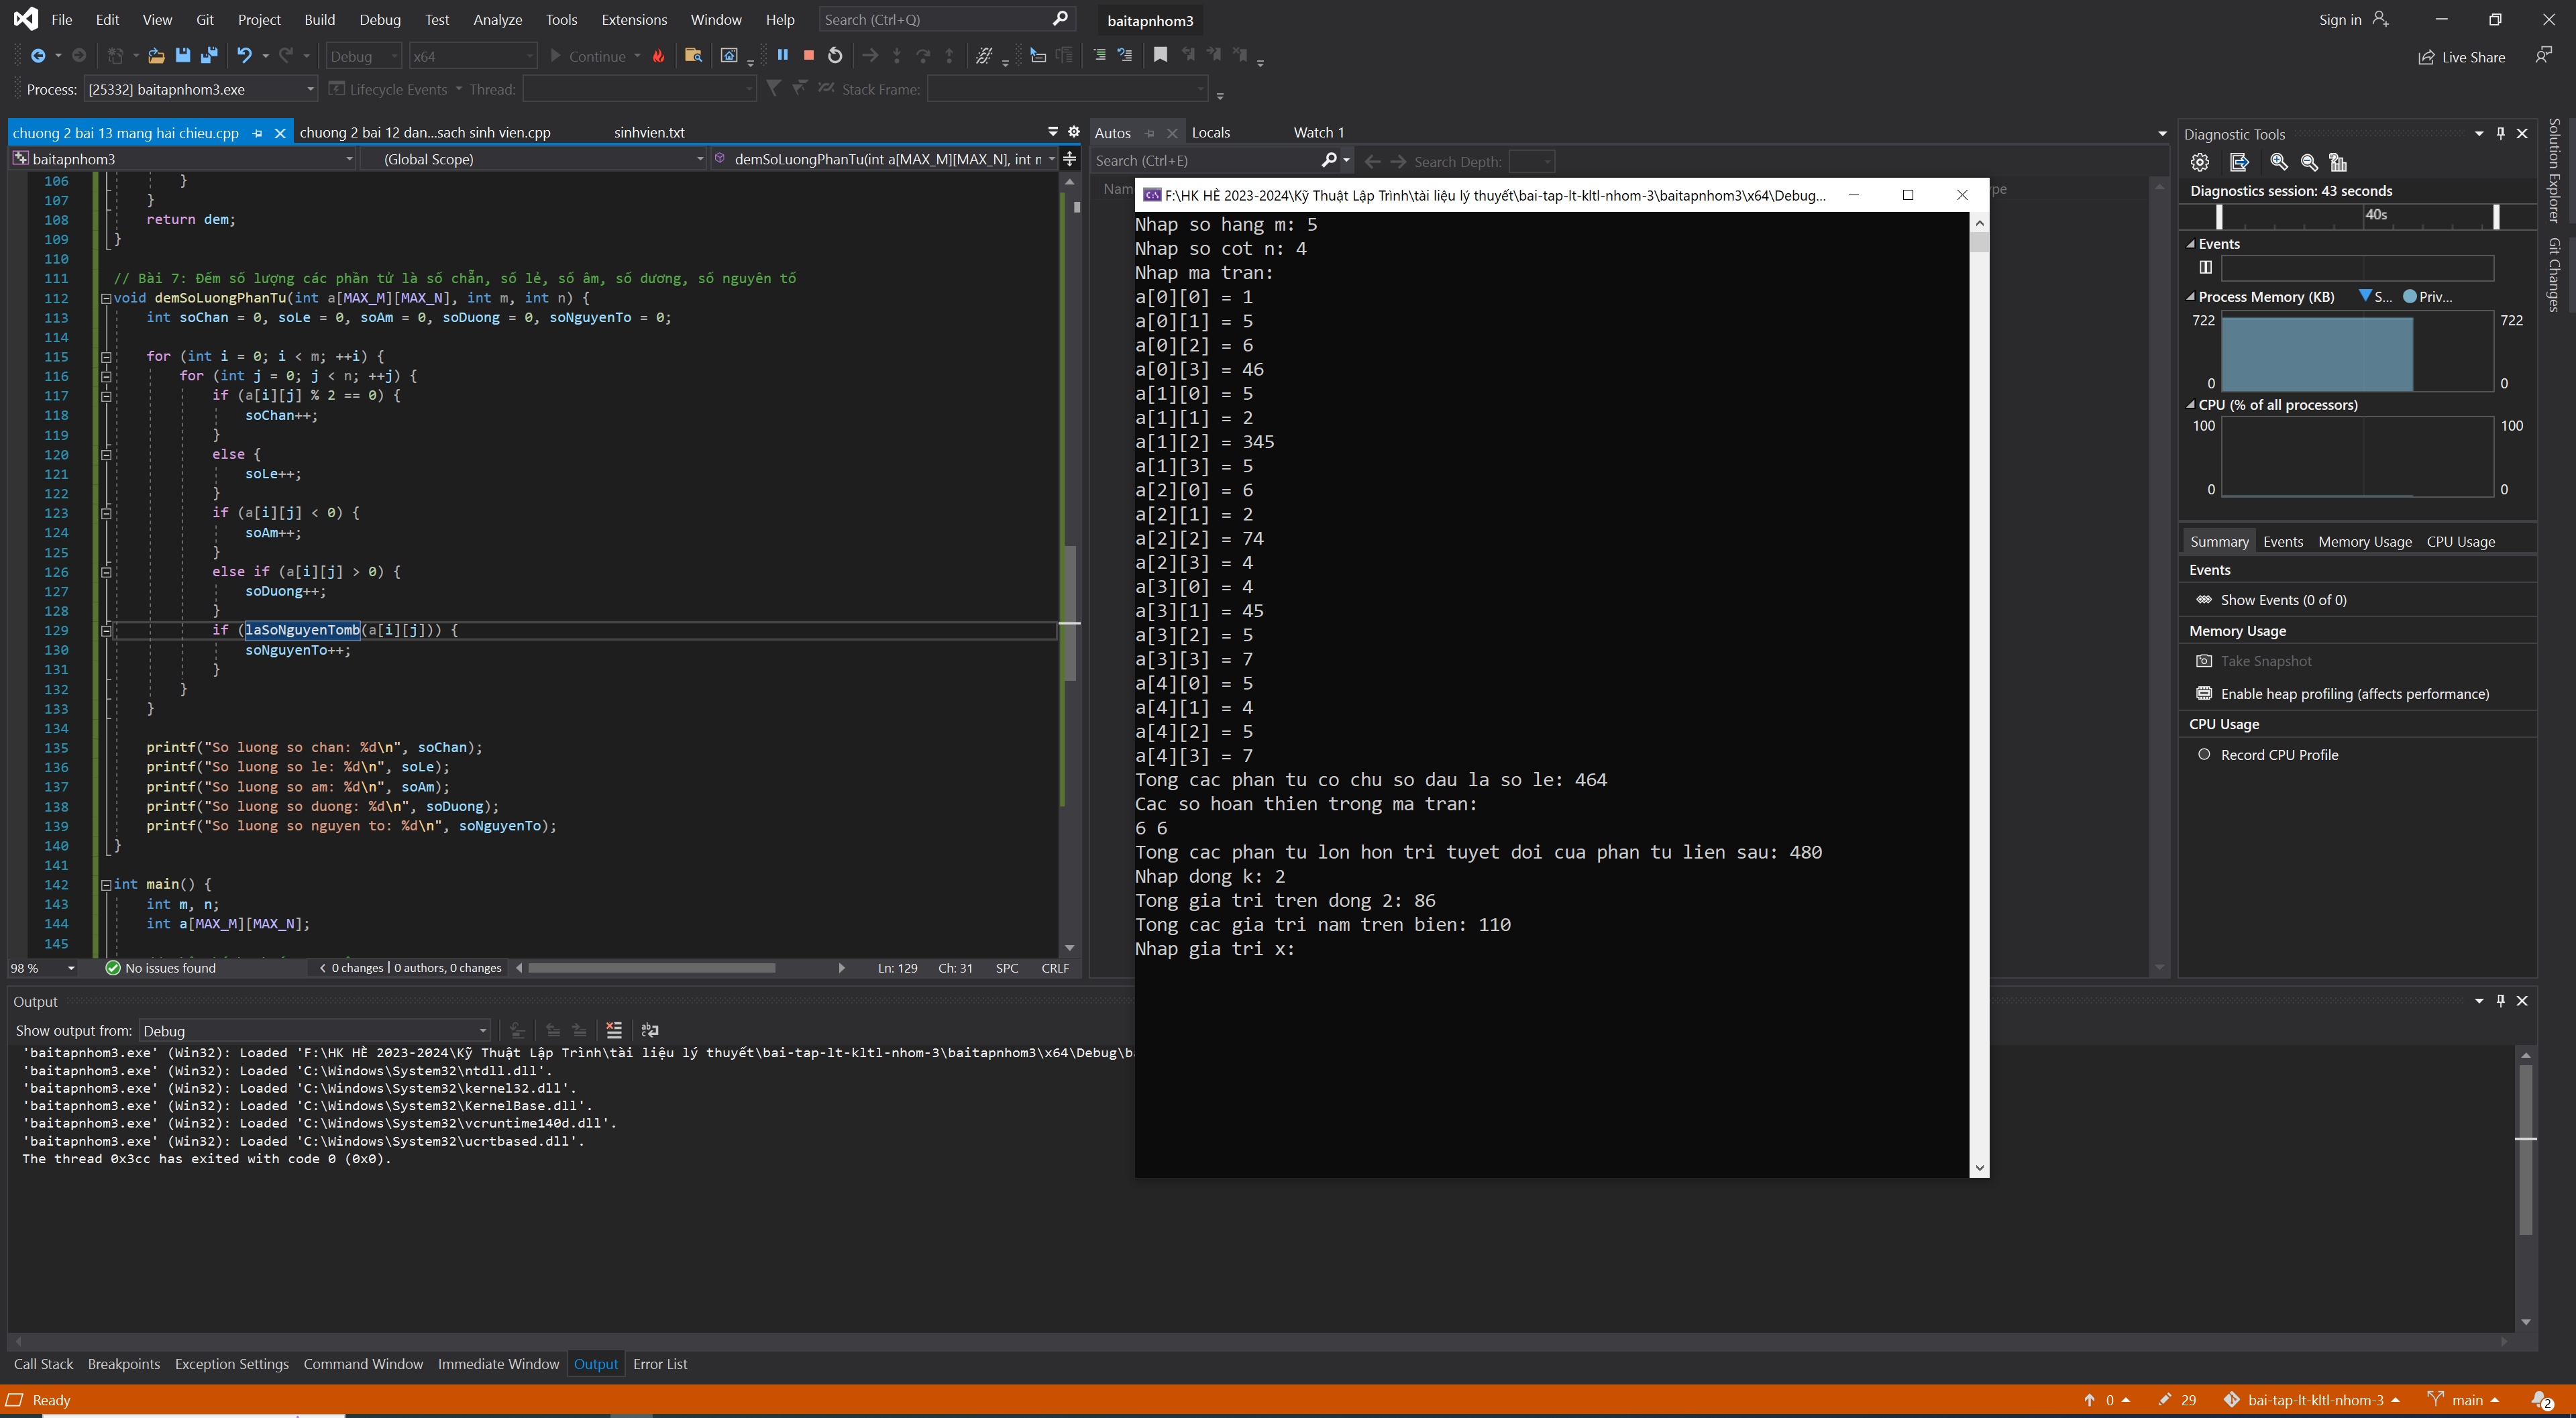 File Edit View Git Project Build Debug Test Analyze Tools Extensions Window Help Search (Ctrl+Q) baitapnhom3 Sign in
Debug x64 Continue Live Share
Process: [25332] baitapnhom3.exe Lifecycle Events Thread: Stack Frame:
chuong 2 bai 13 mang hai chieu.cpp chuong 2 bai 12 dan...sach sinh vien.cpp sinhvien.txt
baitapnhom3 (Global Scope) demSoLuongPhanTu(int a[MAX_M][MAX_N], int n
106 }
107 }
108 return dem;
109 }
110
111 // Bài 7: Đếm số lượng các phần tử là số chẵn, số lẻ, số âm, số dương, số nguyên tố
112 void demSoLuongPhanTu(int a[MAX_M][MAX_N], int m, int n) {
113 int soChan = 0, soLe = 0, soAm = 0, soDuong = 0, soNguyenTo = 0;
114
115 for (int i = 0; i < m; ++i) {
116 for (int j = 0; j < n; ++j) {
117 if (a[i][j] % 2 == 0) {
118 soChan++;
119 }
120 else {
121 soLe++;
122 }
123 if (a[i][j] < 0) {
124 soAm++;
125 }
126 else if (a[i][j] > 0) {
127 soDuong++;
128 }
129 if (laSoNguyenTomb(a[i][j])) {
130 soNguyenTo++;
131 }
132 }
133 }
134
135 printf("So luong so chan: %d\n", soChan);
136 printf("So luong so le: %d\n", soLe);
137 printf("So luong so am: %d\n", soAm);
138 printf("So luong so duong: %d\n", soDuong);
139 printf("So luong so nguyen to: %d\n", soNguyenTo);
140 }
141
142 int main() {
143 int m, n;
144 int a[MAX_M][MAX_N];
145
98 % No issues found 0 changes | 0 authors, 0 changes Ln: 129 Ch: 31 SPC CRLF
Autos Locals Watch 1
Search (Ctrl+E) Search Depth:
Nam
F:\HK HÈ 2023-2024\Kỹ Thuật Lập Trình\tài liệu lý thuyết\bai-tap-lt-kltl-nhom-3\baitapnhom3\x64\Debug...
Nhap so hang m: 5
Nhap so cot n: 4
Nhap ma tran:
a[0][0] = 1
a[0][1] = 5
a[0][2] = 6
a[0][3] = 46
a[1][0] = 5
a[1][1] = 2
a[1][2] = 345
a[1][3] = 5
a[2][0] = 6
a[2][1] = 2
a[2][2] = 74
a[2][3] = 4
a[3][0] = 4
a[3][1] = 45
a[3][2] = 5
a[3][3] = 7
a[4][0] = 5
a[4][1] = 4
a[4][2] = 5
a[4][3] = 7
Tong cac phan tu co chu so dau la so le: 464
Cac so hoan thien trong ma tran:
6 6
Tong cac phan tu lon hon tri tuyet doi cua phan tu lien sau: 480
Nhap dong k: 2
Tong gia tri tren dong 2: 86
Tong cac gia tri nam tren bien: 110
Nhap gia tri x:
ype
Diagnostic Tools
Diagnostics session: 43 seconds
40s
Events
Process Memory (KB) S... Priv...
722 722
0 0
CPU (% of all processors)
100 100
0 0
Summary Events Memory Usage CPU Usage
Events
Show Events (0 of 0)
Memory Usage
Take Snapshot
Enable heap profiling (affects performance)
CPU Usage
Record CPU Profile
Solution Explorer
Git Changes
Output
Show output from: Debug
'baitapnhom3.exe' (Win32): Loaded 'F:\HK HÈ 2023-2024\Kỹ Thuật Lập Trình\tài liệu lý thuyết\bai-tap-lt-kltl-nhom-3\baitapnhom3\x64\Debug\b
'baitapnhom3.exe' (Win32): Loaded 'C:\Windows\System32\ntdll.dll'.
'baitapnhom3.exe' (Win32): Loaded 'C:\Windows\System32\kernel32.dll'.
'baitapnhom3.exe' (Win32): Loaded 'C:\Windows\System32\KernelBase.dll'.
'baitapnhom3.exe' (Win32): Loaded 'C:\Windows\System32\vcruntime140d.dll'.
'baitapnhom3.exe' (Win32): Loaded 'C:\Windows\System32\ucrtbased.dll'.
The thread 0x3cc has exited with code 0 (0x0).
Call Stack Breakpoints Exception Settings Command Window Immediate Window Output Error List
Ready 0 29 bai-tap-lt-kltl-nhom-3 main 2